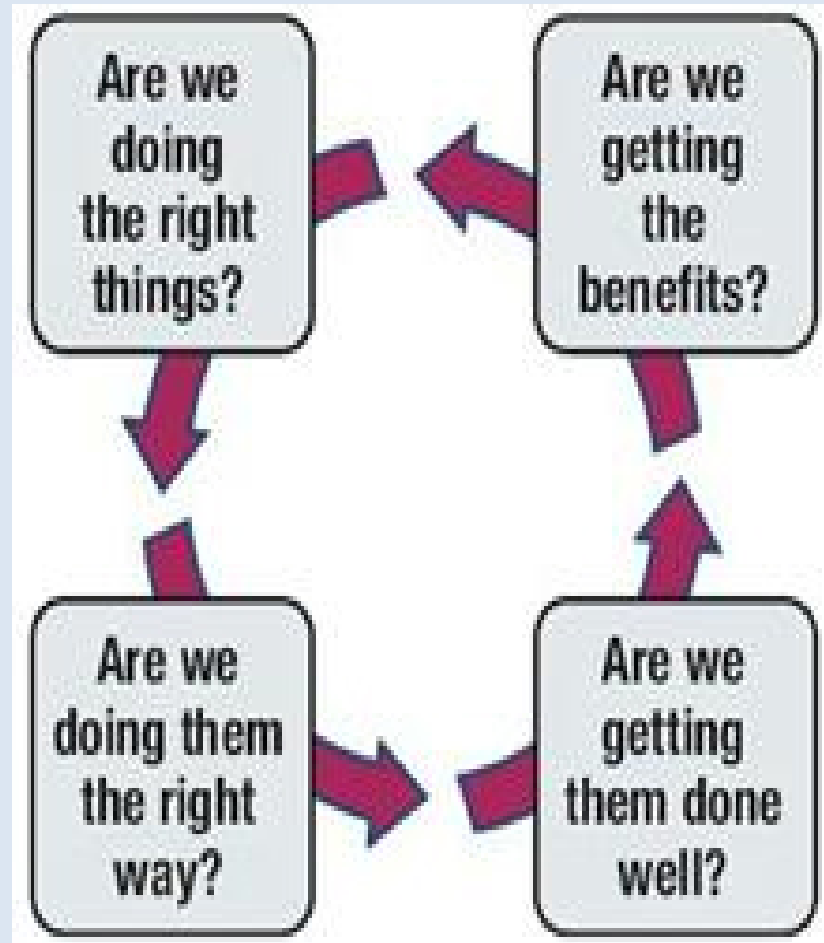 Are we
doing
the right
things?
Are we
getting
the
benefits?
Are we
doing them
the right
way?
Are we
getting
them done
well?